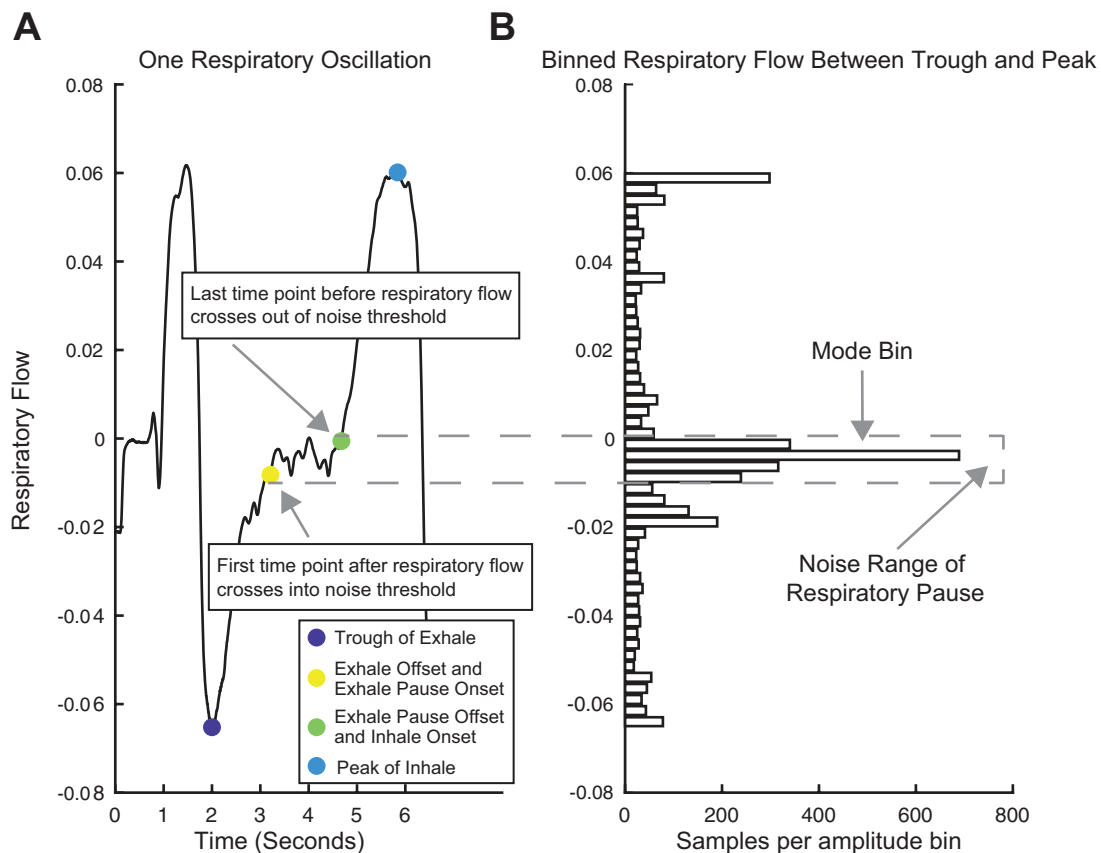 A
One Respiratory Oscillation
0.08
0.06
0.04
0.02
0
-0.02
-0.04
-0.06
-0.08
Respiratory Flow
0
1
2
3
4
5
6
Time (Seconds)
Last time point before respiratory flow
crosses out of noise threshold
First time point after respiratory flow
crosses into noise threshold
Trough of Exhale
Exhale Offset and
Exhale Pause Onset
Exhale Pause Offset
and Inhale Onset
Peak of Inhale
B
Binned Respiratory Flow Between Trough and Peak
0.08
0.06
0.04
0.02
0
-0.02
-0.04
-0.06
-0.08
Mode Bin
Noise Range of
Respiratory Pause
0
200
400
600
800
Samples per amplitude bin